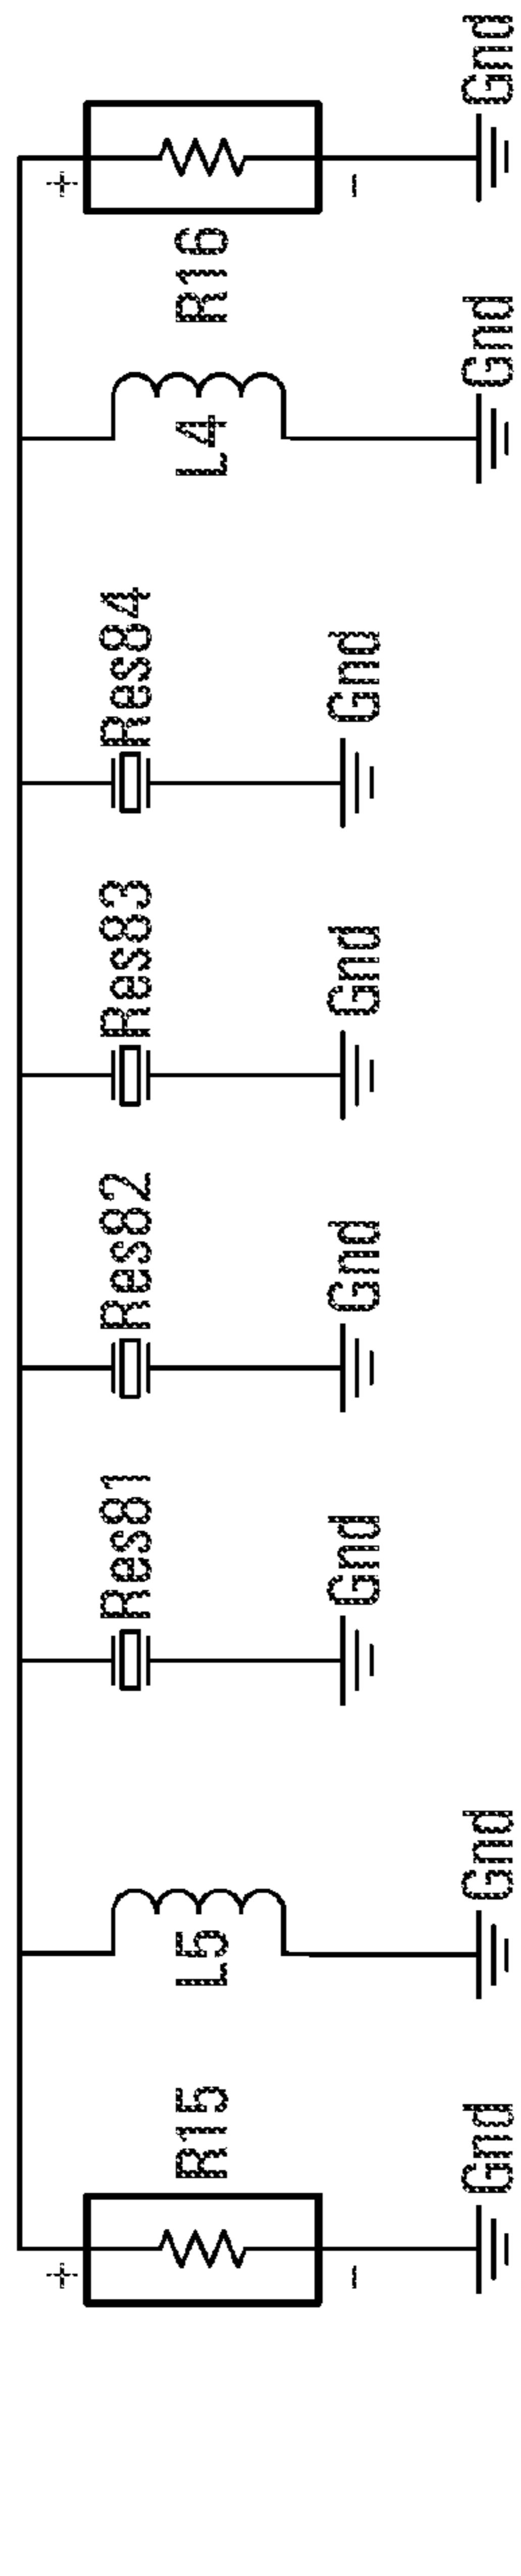 +
+
Res81
Res82
Res83
Res84
R15
L5
L4
R16
-
Gnd
Gnd
Gnd
Gnd
-
Gnd
Gnd
Gnd
Gnd